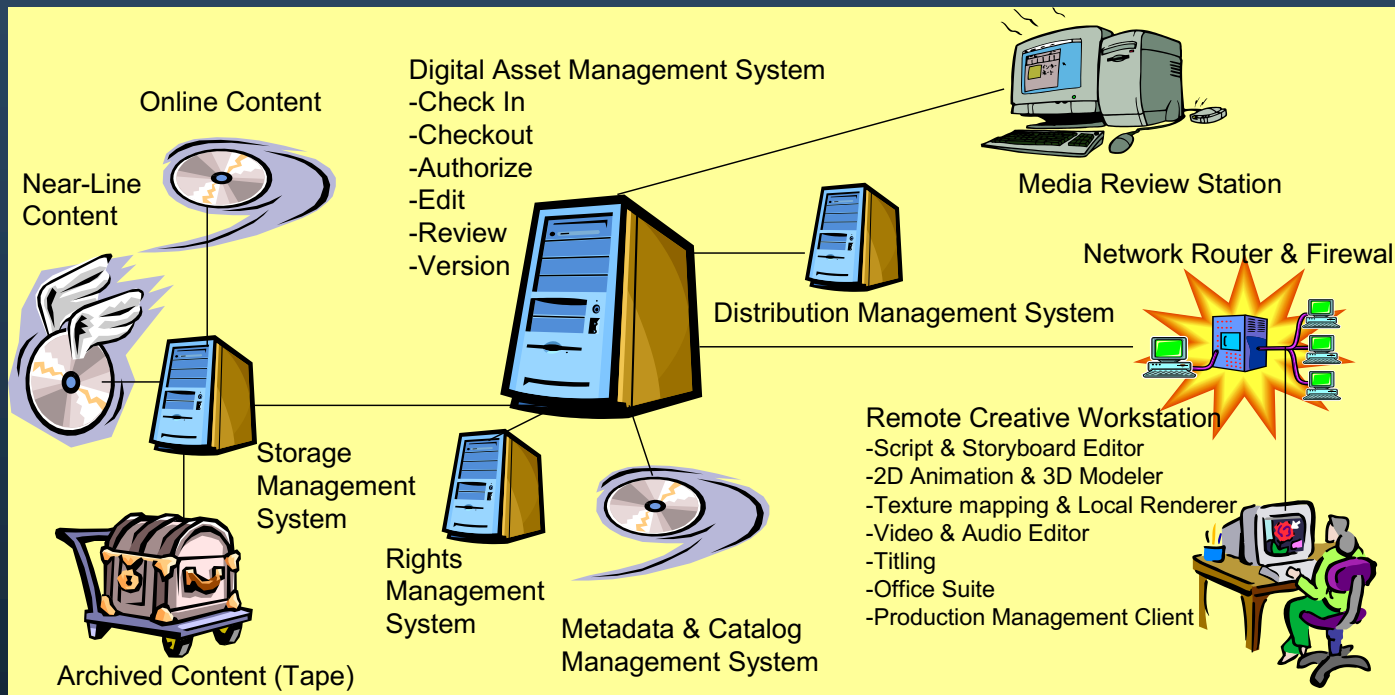 Online Content
Near-Line
Content
Digital Asset Management System
-Check In
-Checkout
-Authorize
-Edit
-Review
-Version
Media Review Station
Distribution Management System
Network Router & Firewal
Storage
Management
System
Rights
Management
System
Metadata & Catalog
Management System
Archived Content (Tape)
Remote Creative Workstation
-Script & Storyboard Editor
-2D Animation & 3D Modeler
-Texture mapping & Local Renderer
-Video & Audio Editor
-Titling
-Office Suite
-Production Management Client